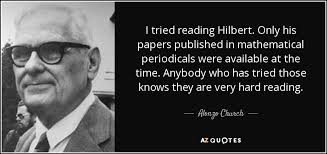 I tried reading Hilbert. Only his
papers published in mathematical
periodicals were available at the
time. Anybody who has tried those
knows they are very hard reading.
Alonzo Church
AZ QUOTES